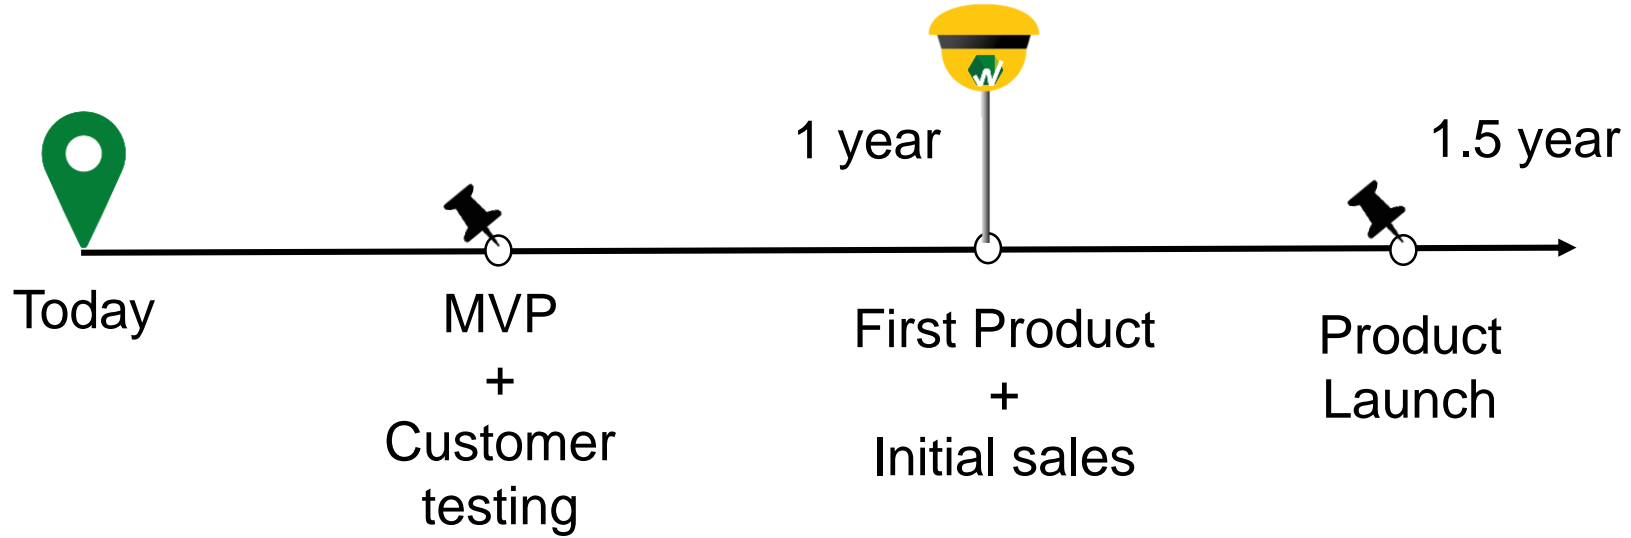 W
1 year
1.5 year
Today
MVP
+
Customer
testing
First Product
+
Initial sales
Product
Launch